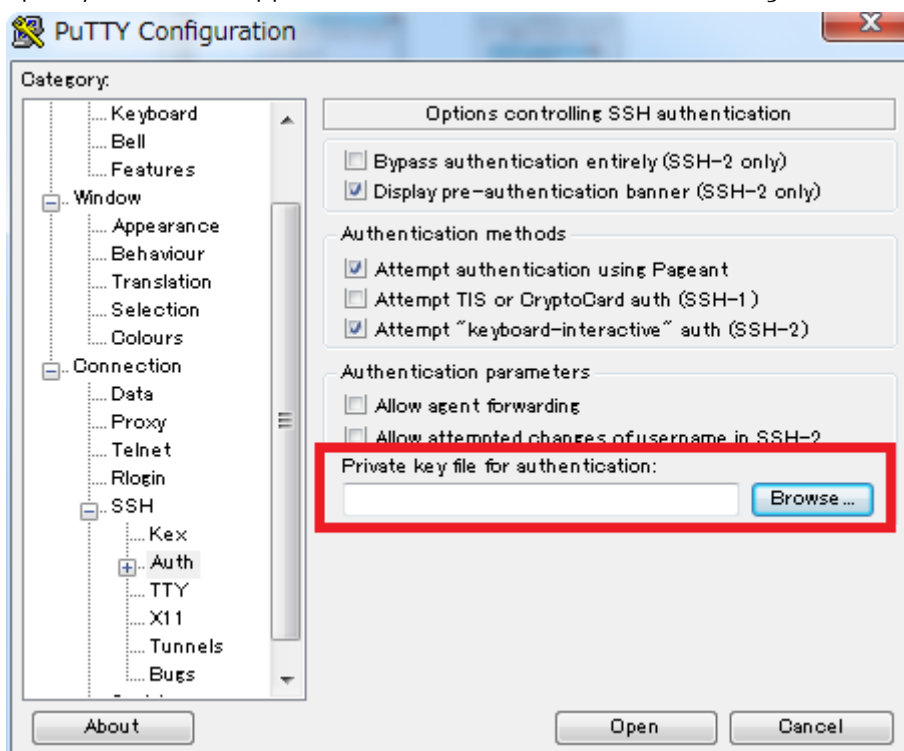 PuTTY Configuration
Category:
Keyboard
Bell
Features
Window
Appearance
Behaviour
Translation
Selection
Colours
Connection
Data
Proxy
Telnet
Rlogin
SSH
Kex
Auth
TTY
X11
Tunnels
Bugs
Options controlling SSH authentication
Bypass authentication entirely (SSH-2 only)
Display pre-authentication banner (SSH-2 only)
Authentication methods
Attempt authentication using Pageant
Attempt TIS or CryptoCard auth (SSH-1)
Attempt "keyboard-interactive" auth (SSH-2)
Authentication parameters
Allow agent forwarding
Allow attempted changes of username in SSH-2
Private key file for authentication:
Browse...
About
Open
Cancel